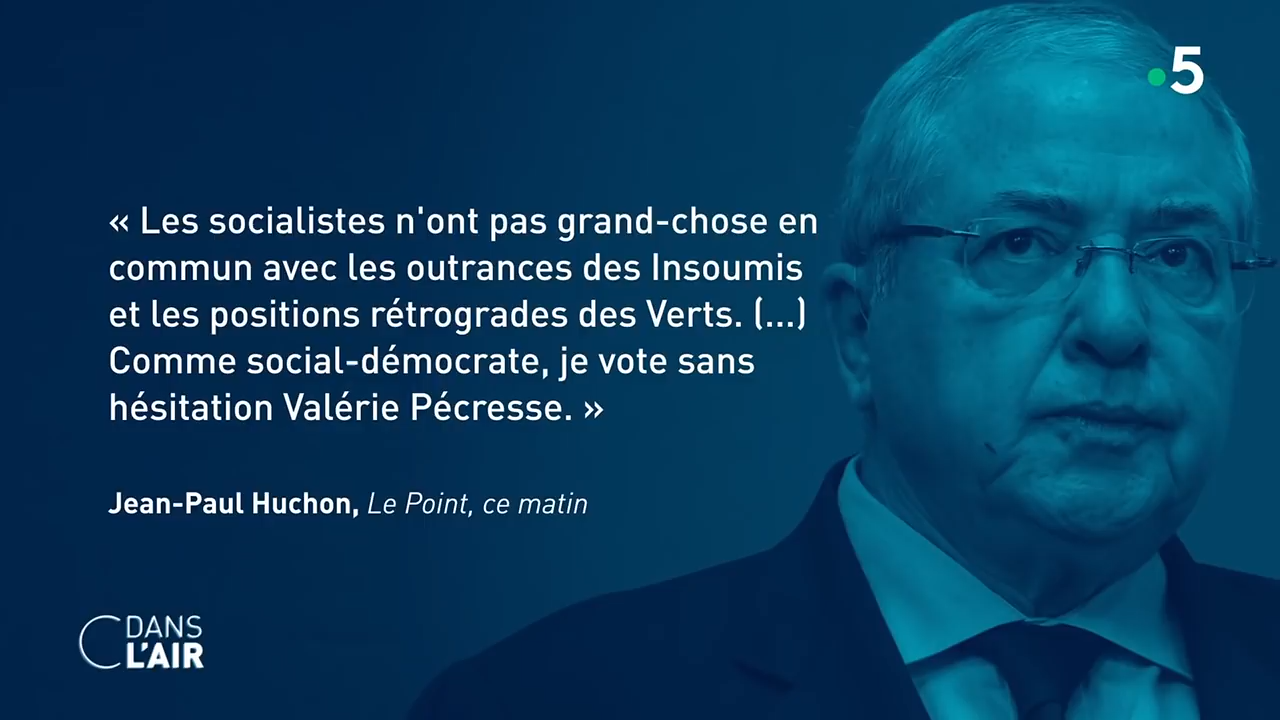 5
« Les socialistes n'ont pas grand-chose en
commun avec les outrances des Insoumis
et les positions rétrogrades des Verts. (...)
Comme social-démocrate, je vote sans
hésitation Valérie Pécresse. »
Jean-Paul Huchon, Le Point, ce matin
C DANS
L'AIR